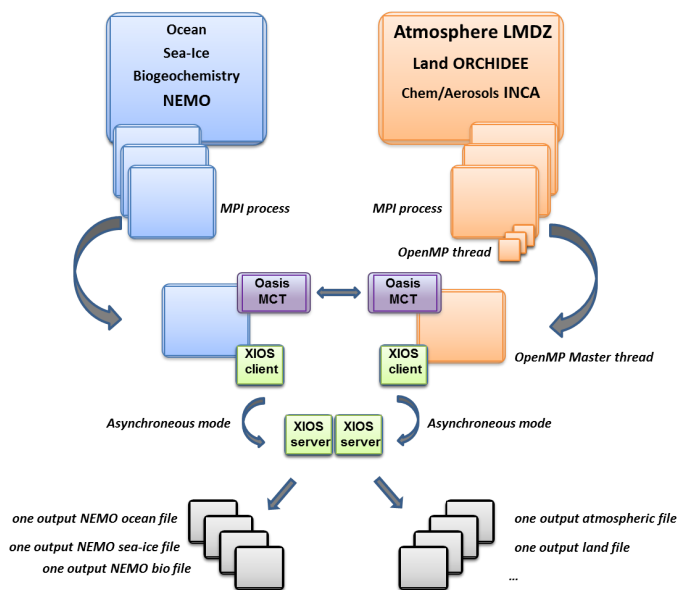 Ocean
Sea-Ice
Biogeochemistry
NEMO
Atmosphere LMDZ
Land ORCHIDEE
Chem/Aerosols INCA
MPI process
MPI process
OpenMP thread
Oasis
MCT
Oasis
MCT
XIOS
client
XIOS
client
OpenMP Master thread
Asynchroneous mode
XIOS
server
XIOS
server
Asynchroneous mode
one output NEMO ocean file
one output NEMO sea-ice file
one output NEMO bio file
one output atmospheric file
one output land file
...